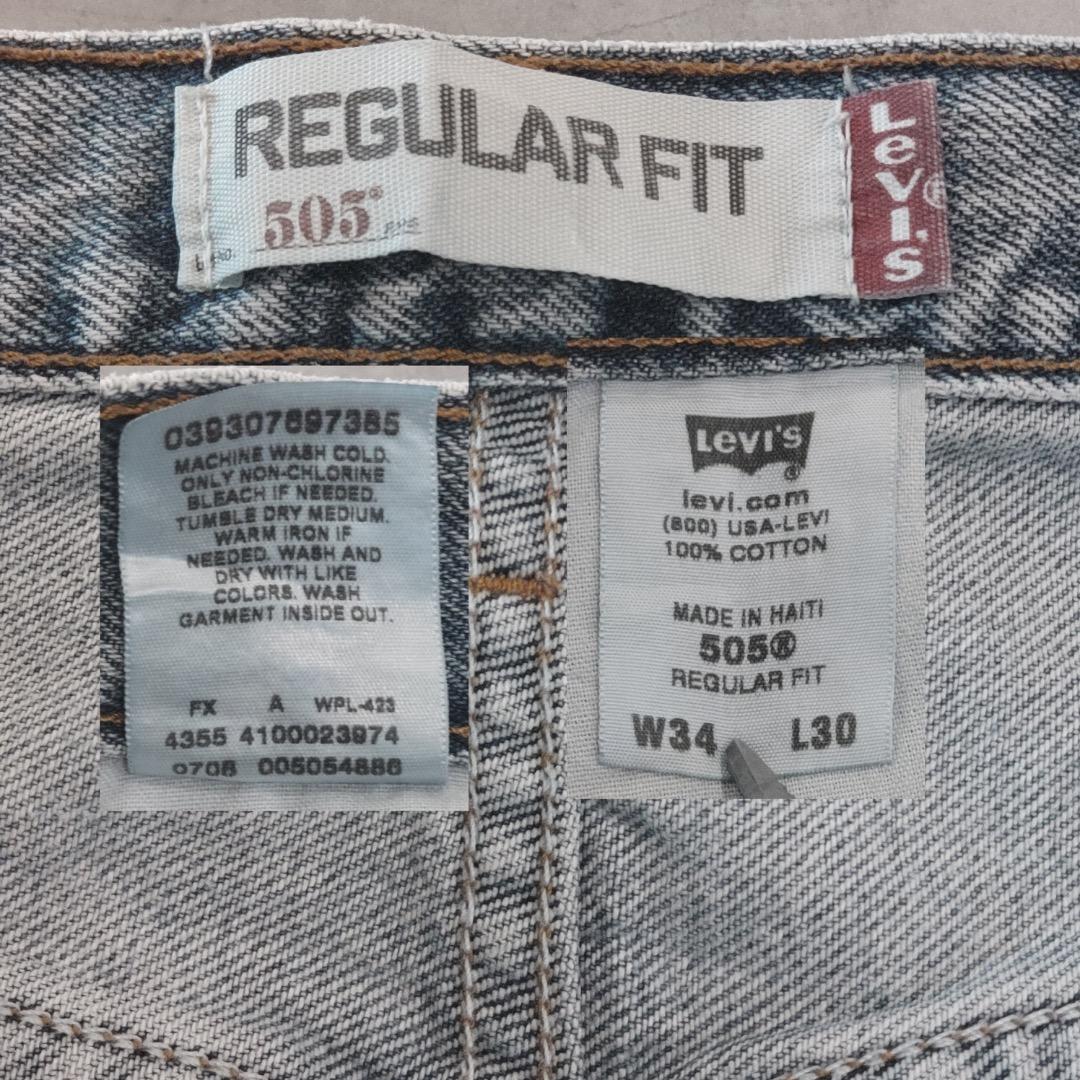 REGULAR FIT
505®
Levi's®
039307697385
MACHINE WASH COLD.
ONLY NON-CHLORINE
BLEACH IF NEEDED.
TUMBLE DRY MEDIUM.
WARM IRON IF
NEEDED. WASH AND
DRY WITH LIKE
COLORS. WASH
GARMENT INSIDE OUT.
FX A WPL-423
4355 4100023974
0708 005054886
LEVI'S®
levi.com
(800) USA-LEVI
100% COTTON
MADE IN HAITI
505®
REGULAR FIT
W34 L30